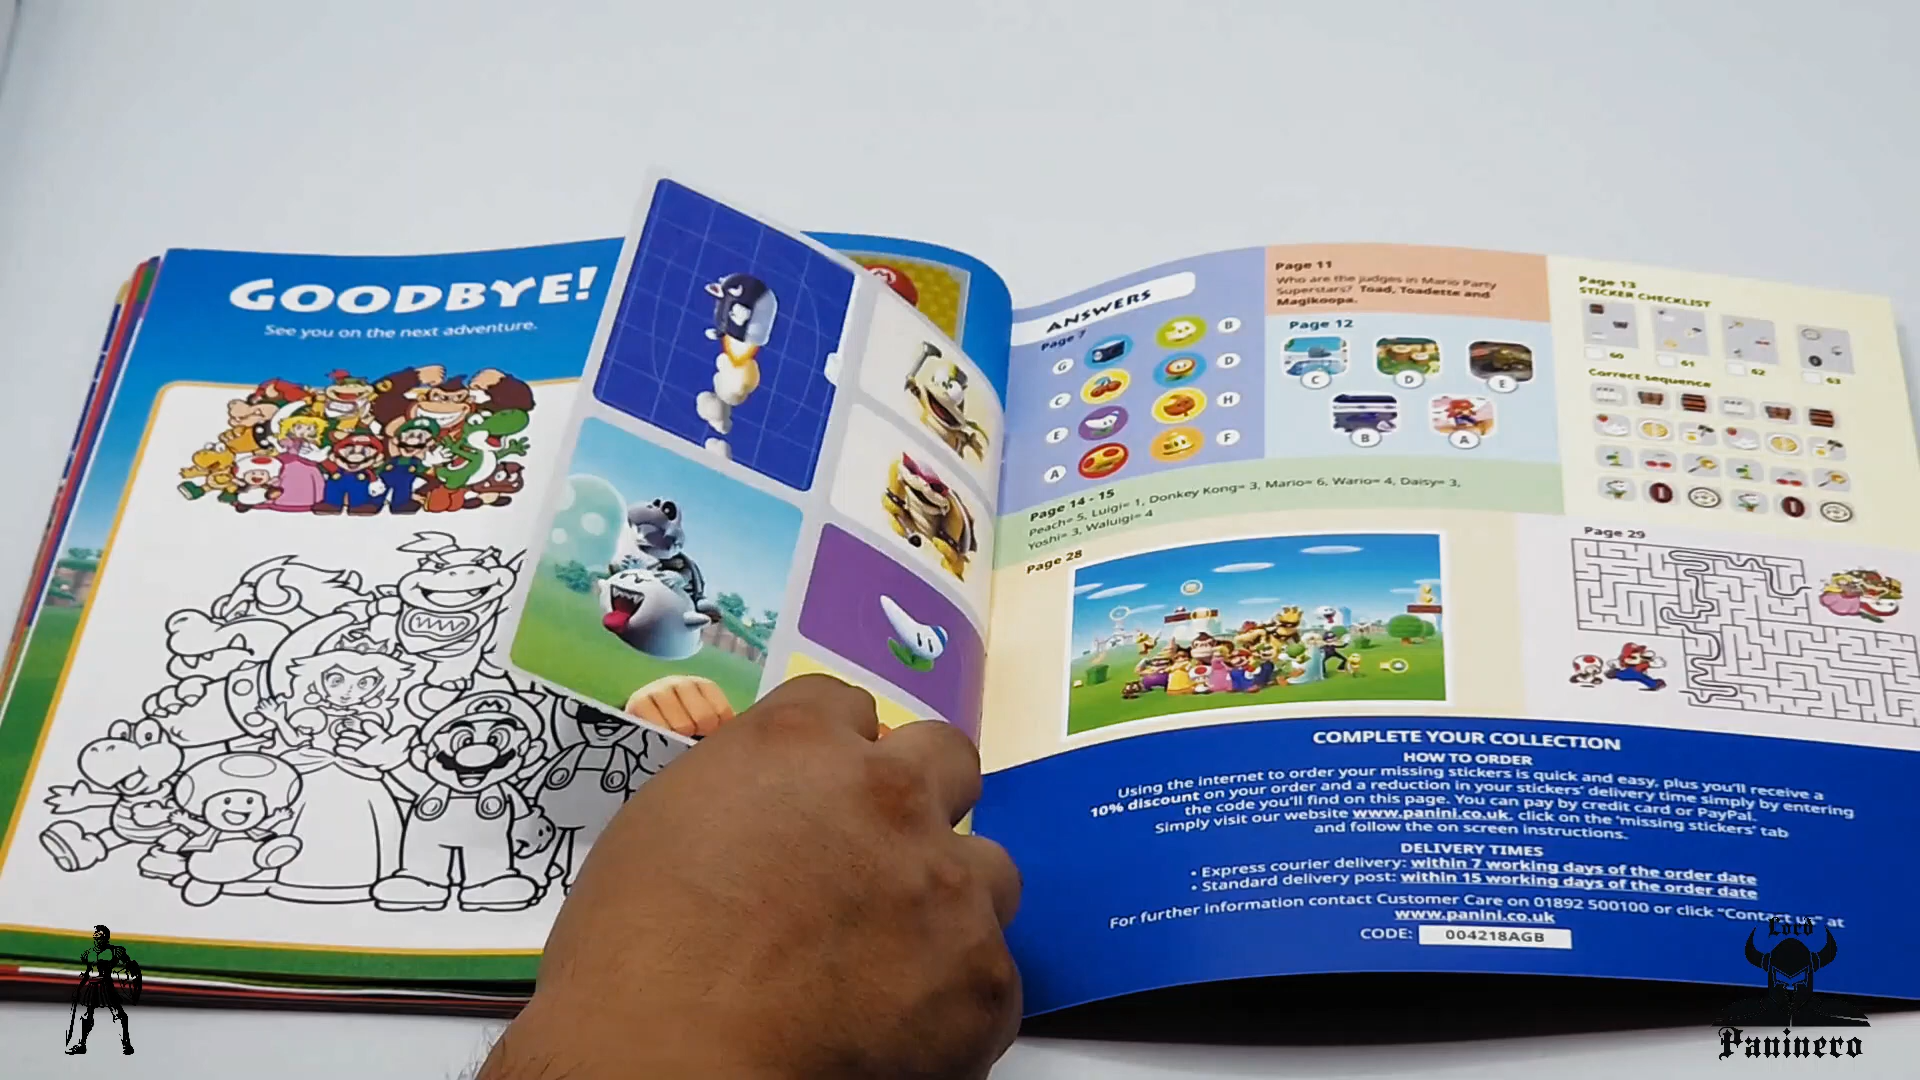 GOODBYE!
See you on the next adventure.
ANSWERS
Page 7
G
B
C
D
E
H
A
F
Page 11
Who are the judges in Mario Party
Superstars? Toad, Toadette and
Magikoopa.
Page 12
C
D
E
B
A
Page 13
STICKER CHECKLIST
60
61
62
63
Correct sequence
Page 14 - 15
Peach= 5, Luigi= 1, Donkey Kong= 3, Mario= 6, Wario= 4, Daisy= 3,
Yoshi= 3, Waluigi= 4
Page 28
Page 29
COMPLETE YOUR COLLECTION
HOW TO ORDER
Using the internet to order your missing stickers is quick and easy, plus you'll receive a
10% discount on your order and a reduction in your stickers' delivery time simply by entering
the code you'll find on this page. You can pay by credit card or PayPal.
Simply visit our website www.panini.co.uk, click on the 'missing stickers' tab
and follow the on screen instructions.
DELIVERY TIMES
• Express courier delivery: within 7 working days of the order date
• Standard delivery post: within 15 working days of the order date
For further information contact Customer Care on 01892 500100 or click "Contact us" at
www.panini.co.uk
CODE: 004218AGB
Lord
Paninero